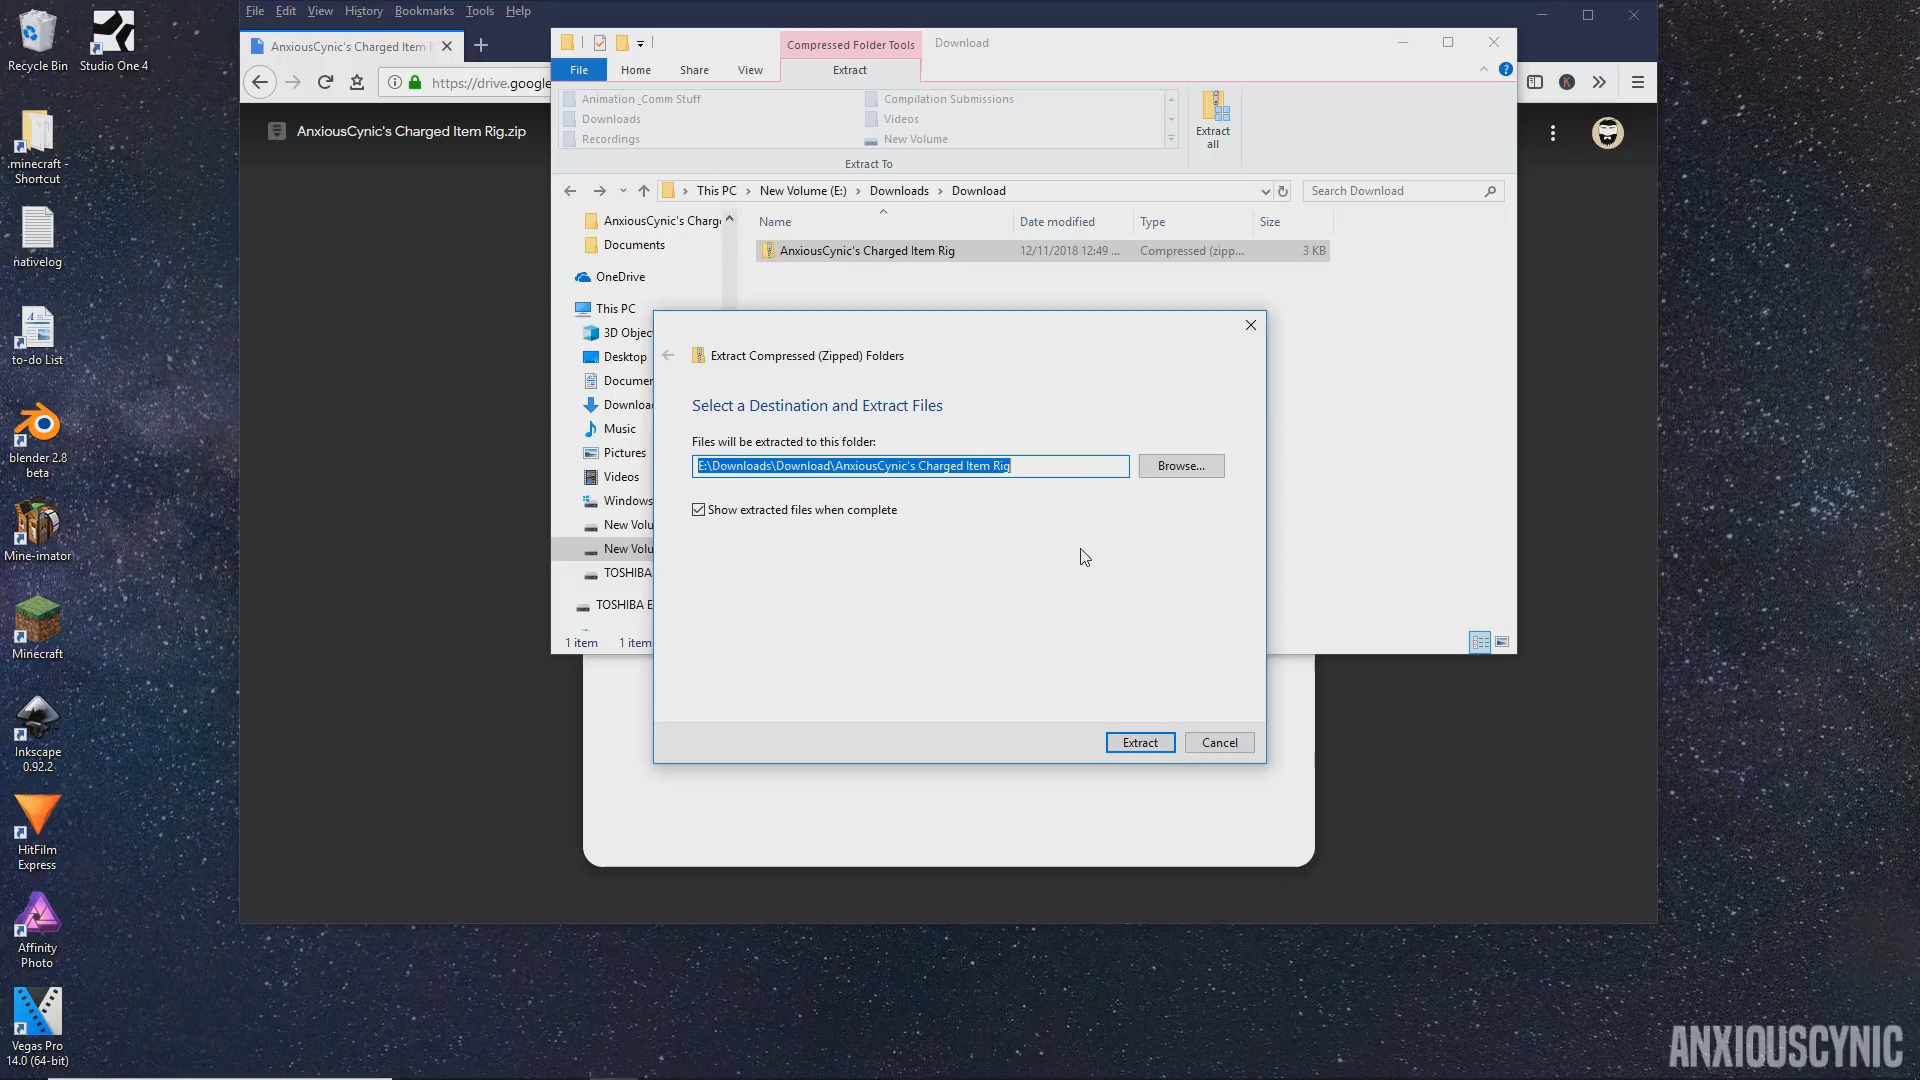 Recycle Bin
Studio One 4
.minecraft -
Shortcut
nativelog
to-do List
blender 2.8
beta
Mine-imator
Minecraft
Inkscape
0.92.2
HitFilm
Express
Affinity
Photo
Vegas Pro
14.0 (64-bit)
File Edit View History Bookmarks Tools Help
AnxiousCynic's Charged Item R
https://drive.google
AnxiousCynic's Charged Item Rig.zip
Compressed Folder Tools Download
File Home Share View Extract
Animation _Comm Stuff Compilation Submissions
Downloads Videos
Recordings New Volume
Extract To
Extract
all
This PC New Volume (E:) Downloads Download
Search Download
Name Date modified Type Size
AnxiousCynic's Charged Item Rig 12/11/2018 12:49 ... Compressed (zipp... 3 KB
AnxiousCynic's Charg
Documents
OneDrive
This PC
3D Objec
Desktop
Documen
Downloa
Music
Pictures
Videos
Windows
New Volu
New Volu
TOSHIBA
TOSHIBA E
1 item 1 item
Extract Compressed (Zipped) Folders
Select a Destination and Extract Files
Files will be extracted to this folder:
E:\Downloads\Download\AnxiousCynic's Charged Item Rig
Browse...
Show extracted files when complete
Extract Cancel
ANXIOUSCYNIC